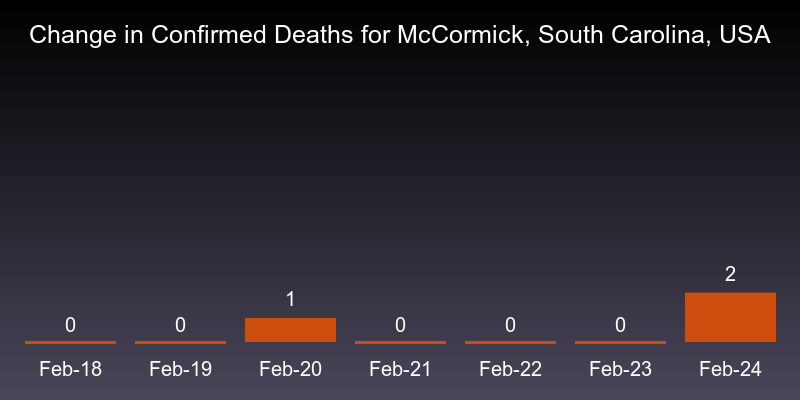 Change in Confirmed Deaths for McCormick, South Carolina, USA
0 0 1 0 0 0 2
Feb-18 Feb-19 Feb-20 Feb-21 Feb-22 Feb-23 Feb-24